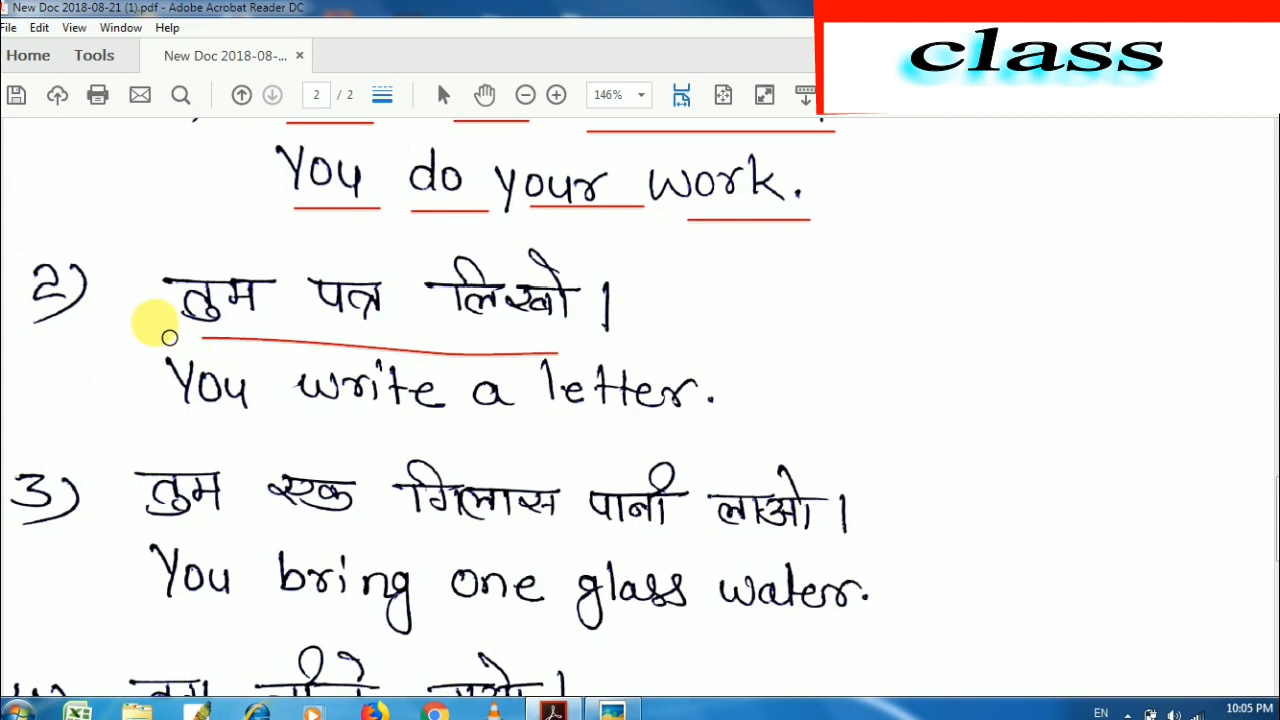 New Doc 2018-08-21 (1).pdf - Adobe Acrobat Reader DC
File Edit View Window Help
Home Tools New Doc 2018-08-... ×
class
2 / 2 146%
You do your work.
2) तुम पत्र लिखो।
You write a letter.
3) तुम एक गिलास पानी लाओ।
You bring one glass water.
EN 10:05 PM